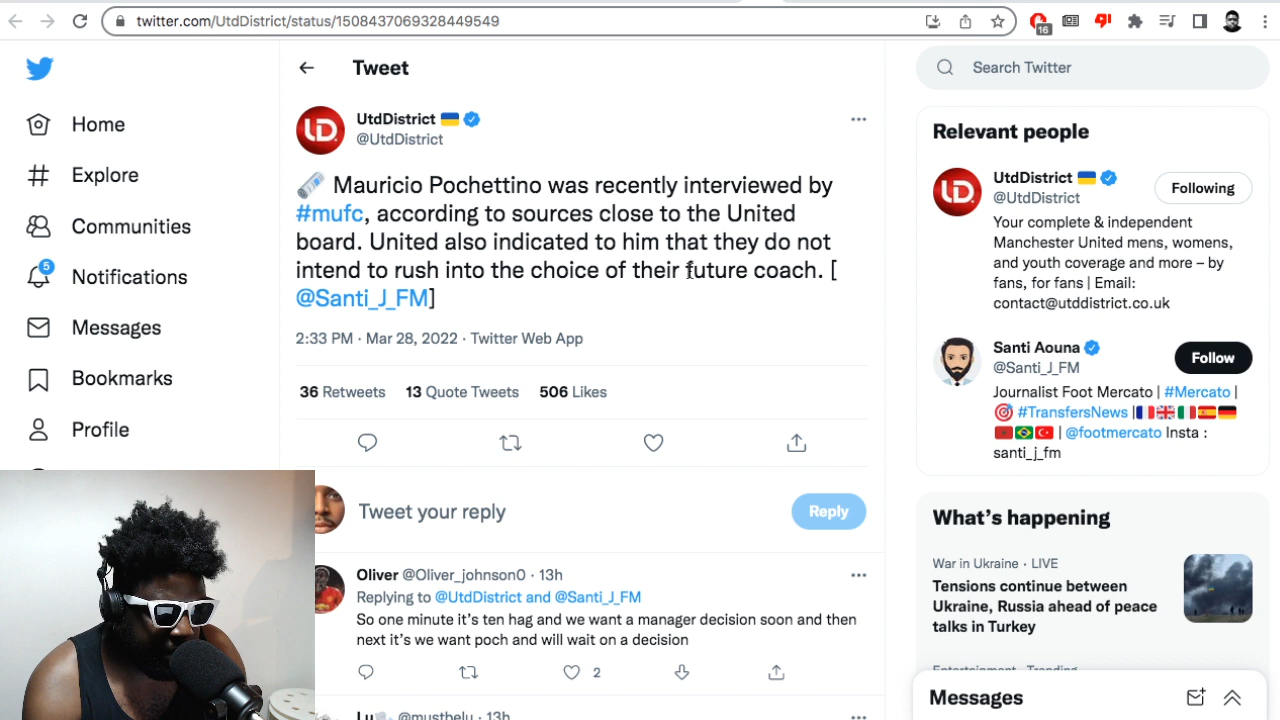 twitter.com/UtdDistrict/status/1508437069328449549
16
Home
Explore
Communities
5
Notifications
Messages
Bookmarks
Profile
Tweet
UtdDistrict
@UtdDistrict
Mauricio Pochettino was recently interviewed by
#mufc, according to sources close to the United
board. United also indicated to him that they do not
intend to rush into the choice of their future coach. [
@Santi_J_FM]
2:33 PM · Mar 28, 2022 · Twitter Web App
36 Retweets 13 Quote Tweets 506 Likes
Tweet your reply
Reply
Oliver @Oliver_johnson0 · 13h
Replying to @UtdDistrict and @Santi_J_FM
So one minute it’s ten hag and we want a manager decision soon and then
next it’s we want poch and will wait on a decision
2
@mustbelu · 13h
Search Twitter
Relevant people
UtdDistrict
@UtdDistrict
Following
Your complete & independent
Manchester United mens, womens,
and youth coverage and more – by
fans, for fans | Email:
contact@utddistrict.co.uk
Santi Aouna
@Santi_J_FM
Follow
Journalist Foot Mercato | #Mercato |
#TransfersNews |
| @footmercato Insta :
santi_j_fm
What’s happening
War in Ukraine · LIVE
Tensions continue between
Ukraine, Russia ahead of peace
talks in Turkey
Entertainment · Trending
Messages